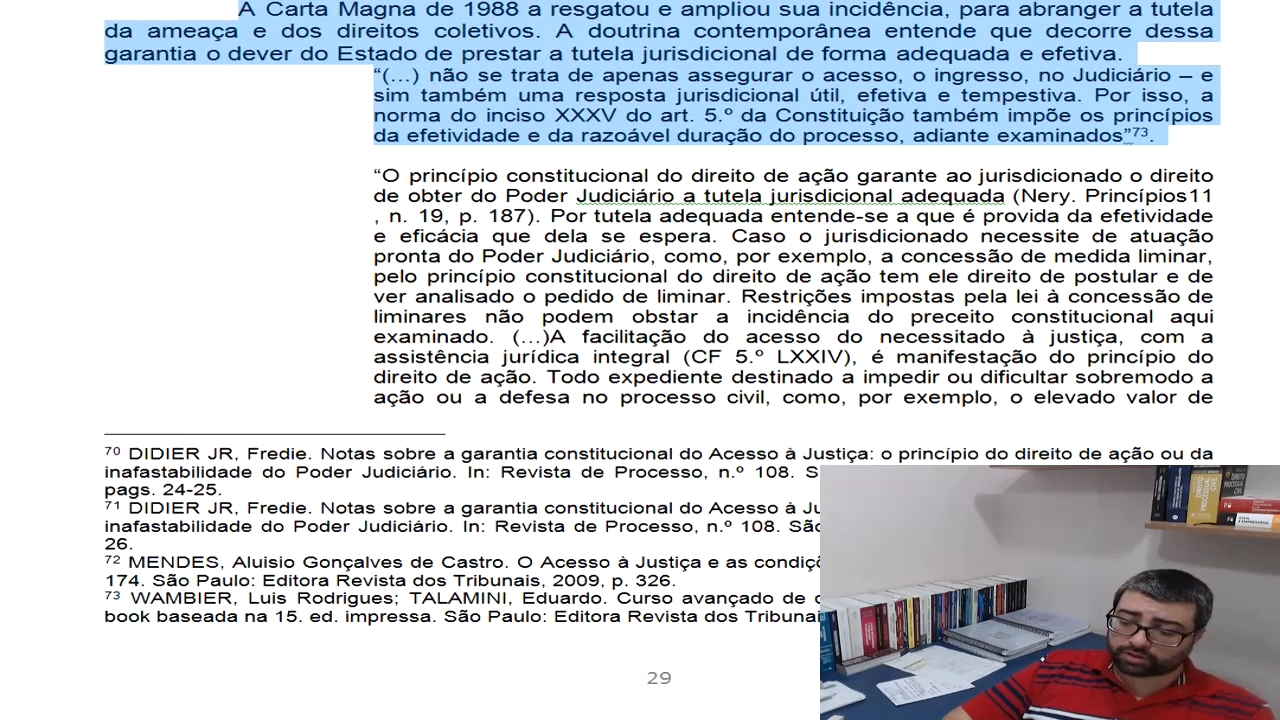 A Carta Magna de 1988 a resgatou e ampliou sua incidência, para abranger a tutela
da ameaça e dos direitos coletivos. A doutrina contemporânea entende que decorre dessa
garantia o dever do Estado de prestar a tutela jurisdicional de forma adequada e efetiva.
“(...) não se trata de apenas assegurar o acesso, o ingresso, no Judiciário – e
sim também uma resposta jurisdicional útil, efetiva e tempestiva. Por isso, a
norma do inciso XXXV do art. 5.º da Constituição também impõe os princípios
da efetividade e da razoável duração do processo, adiante examinados”73.
“O princípio constitucional do direito de ação garante ao jurisdicionado o direito
de obter do Poder Judiciário a tutela jurisdicional adequada (Nery. Princípios11
, n. 19, p. 187). Por tutela adequada entende-se a que é provida da efetividade
e eficácia que dela se espera. Caso o jurisdicionado necessite de atuação
pronta do Poder Judiciário, como, por exemplo, a concessão de medida liminar,
pelo princípio constitucional do direito de ação tem ele direito de postular e de
ver analisado o pedido de liminar. Restrições impostas pela lei à concessão de
liminares não podem obstar a incidência do preceito constitucional aqui
examinado. (...)A facilitação do acesso do necessitado à justiça, com a
assistência jurídica integral (CF 5.º LXXIV), é manifestação do princípio do
direito de ação. Todo expediente destinado a impedir ou dificultar sobremodo a
ação ou a defesa no processo civil, como, por exemplo, o elevado valor de
70 DIDIER JR, Fredie. Notas sobre a garantia constitucional do Acesso à Justiça: o princípio do direito de ação ou da
inafastabilidade do Poder Judiciário. In: Revista de Processo, n.º 108. S
pags. 24-25.
71 DIDIER JR, Fredie. Notas sobre a garantia constitucional do Acesso à Ju
inafastabilidade do Poder Judiciário. In: Revista de Processo, n.º 108. São
26.
72 MENDES, Aluisio Gonçalves de Castro. O Acesso à Justiça e as condiç
174. São Paulo: Editora Revista dos Tribunais, 2009, p. 326.
73 WAMBIER, Luis Rodrigues; TALAMINI, Eduardo. Curso avançado de
book baseada na 15. ed. impressa. São Paulo: Editora Revista dos Tribuna
29
DIREITO PROCESSUAL CIVIL